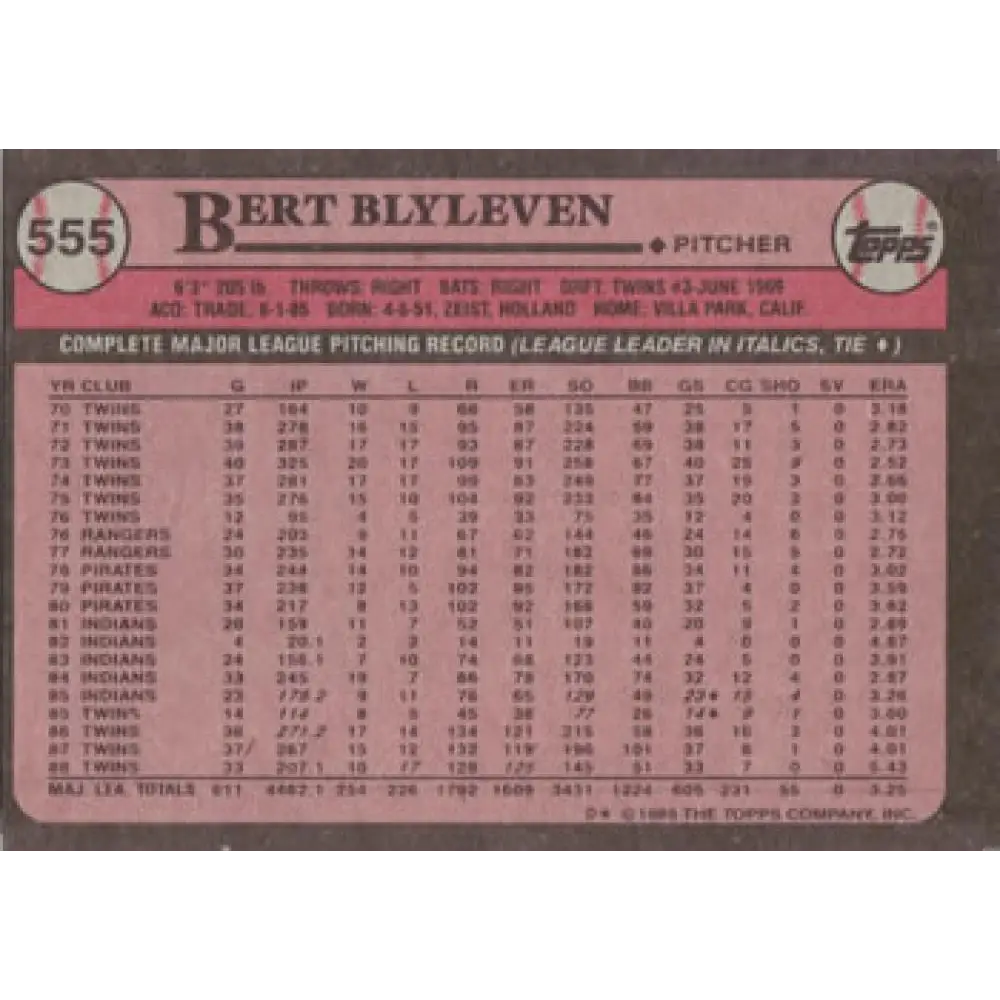 555
BERT BLYLEVEN
PITCHER
TOPPS®
6'3" 205 lb. THROWS: RIGHT BATS: RIGHT DRFT: TWINS #3-JUNE 1969
ACQ: TRADE, 8-1-85 BORN: 4-6-51, ZEIST, HOLLAND HOME: VILLA PARK, CALIF.
COMPLETE MAJOR LEAGUE PITCHING RECORD (LEAGUE LEADER IN ITALICS, TIE ♦)
YR CLUB G IP W L R ER SO BB GS CG SHO SV ERA
70 TWINS 27 164 10 9 66 58 135 47 25 5 1 0 3.18
71 TWINS 38 278 16 15 95 87 224 59 38 17 5 0 2.82
72 TWINS 39 287 17 17 93 87 228 69 38 11 3 0 2.73
73 TWINS 40 325 20 17 109 91 258 67 40 25 9 0 2.52
74 TWINS 37 281 17 17 99 83 249 77 37 19 3 0 2.66
75 TWINS 35 276 15 10 104 92 233 84 35 20 3 0 3.00
76 TWINS 12 95 4 5 39 33 75 35 12 4 0 0 3.12
76 RANGERS 24 203 9 11 67 62 144 46 24 14 6 0 2.75
77 RANGERS 30 235 14 12 81 71 182 69 30 15 5 0 2.72
78 PIRATES 34 244 14 10 94 82 182 66 34 11 4 0 3.02
79 PIRATES 37 238 12 5 102 95 172 92 37 4 0 0 3.59
80 PIRATES 34 217 8 13 102 92 168 59 32 5 2 0 3.82
81 INDIANS 20 159 11 7 52 51 107 40 20 9 1 0 2.89
82 INDIANS 4 20.1 2 2 14 11 19 11 4 0 0 0 4.87
83 INDIANS 24 156.1 7 10 74 68 123 44 24 5 0 0 3.91
84 INDIANS 33 245 19 7 86 78 170 74 32 12 4 0 2.87
85 INDIANS 23 179.2 9 11 76 65 129 49 23♦ 15 4 0 3.26
85 TWINS 14 114 8 5 45 38 77 26 14♦ 9 1 0 3.00
86 TWINS 36 271.2 17 14 134 121 215 58 36 16 3 0 4.01
87 TWINS 37 267 15 12 132 119 196 101 37 8 1 0 4.01
88 TWINS 33 207.1 10 17 128 125 145 51 33 7 0 0 5.43
MAJ. LEA. TOTALS 611 4462.1 254 226 1792 1509 3431 1224 605 231 55 0 3.25
D* ©1989 THE TOPPS COMPANY, INC.